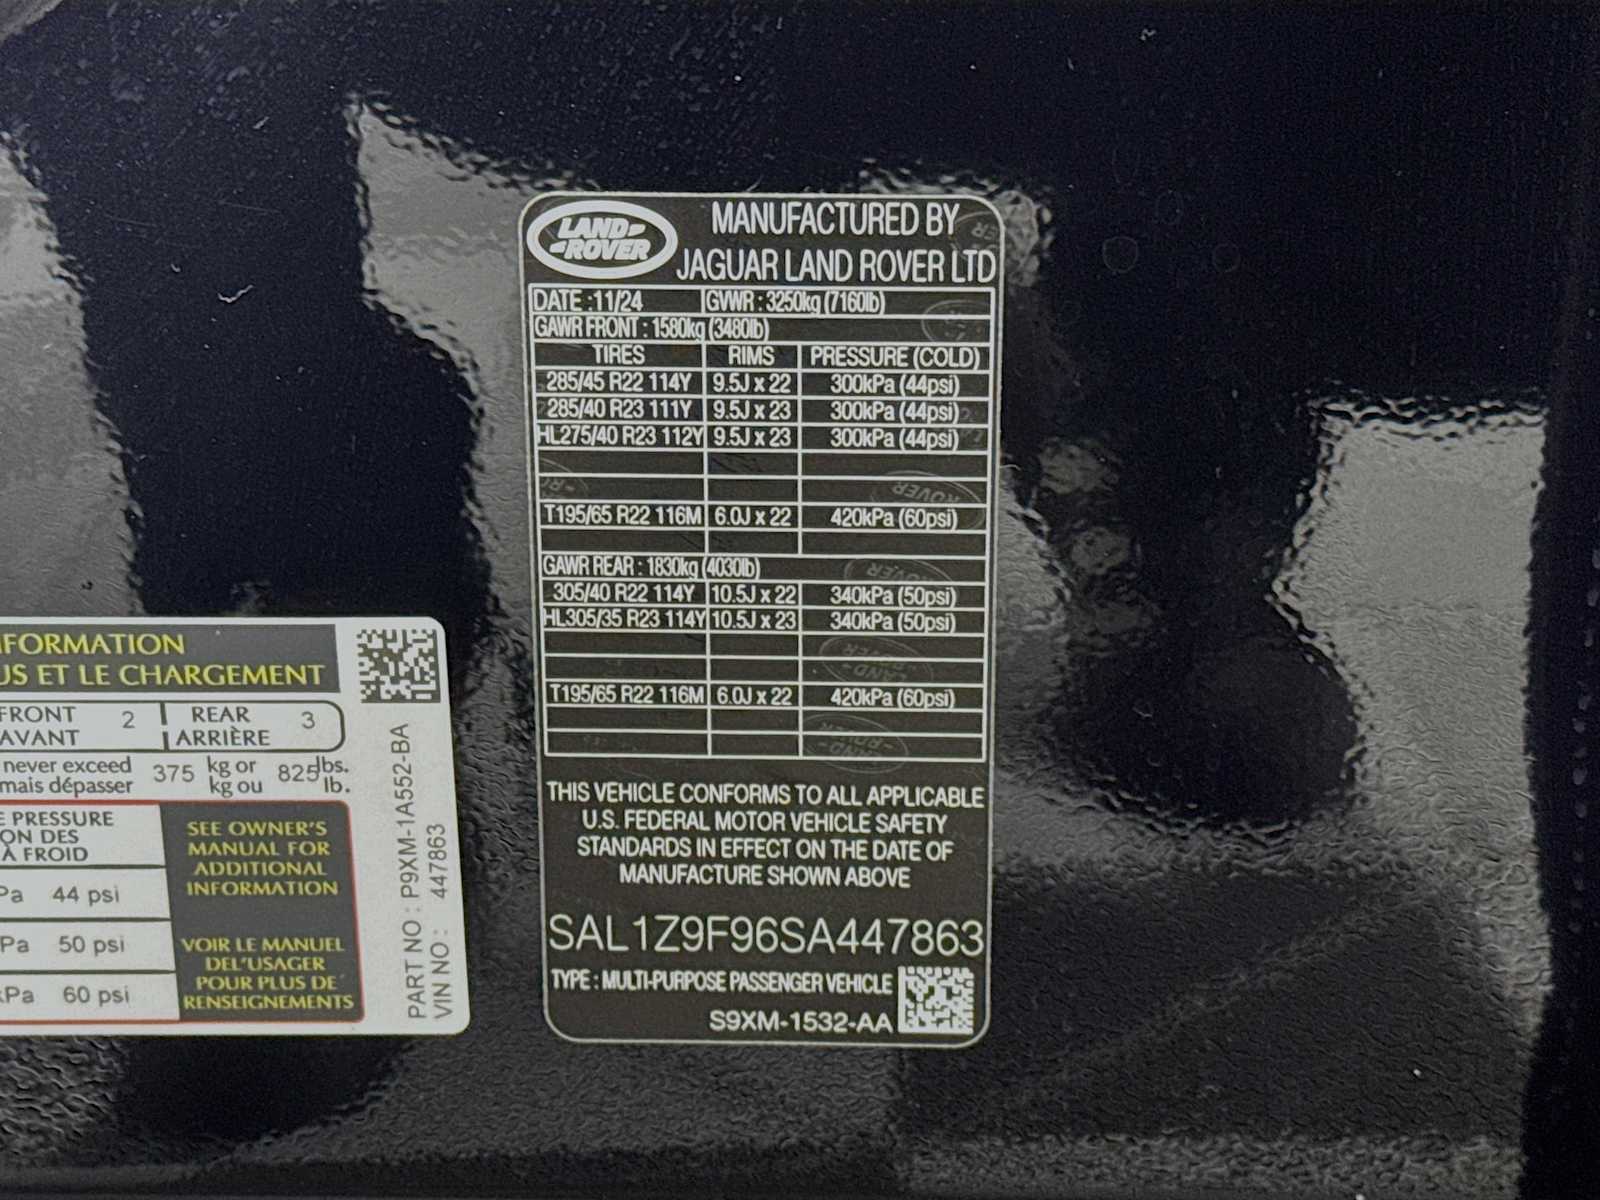 LAND
ROVER
MANUFACTURED BY
JAGUAR LAND ROVER LTD
DATE :11/24 GVWR : 3250kg (7160lb)
GAWR FRONT : 1580kg (3480lb)
TIRES RIMS PRESSURE (COLD)
285/45 R22 114Y 9.5J x 22 300kPa (44psi)
285/40 R23 111Y 9.5J x 23 300kPa (44psi)
HL275/40 R23 112Y 9.5J x 23 300kPa (44psi)
T195/65 R22 116M 6.0J x 22 420kPa (60psi)
GAWR REAR : 1830kg (4030lb)
305/40 R22 114Y 10.5J x 22 340kPa (50psi)
HL305/35 R23 114Y 10.5J x 23 340kPa (50psi)
T195/65 R22 116M 6.0J x 22 420kPa (60psi)
THIS VEHICLE CONFORMS TO ALL APPLICABLE
U.S. FEDERAL MOTOR VEHICLE SAFETY
STANDARDS IN EFFECT ON THE DATE OF
MANUFACTURE SHOWN ABOVE
SAL1Z9F96SA447863
TYPE : MULTI-PURPOSE PASSENGER VEHICLE
S9XM-1532-AA
NFORMATION
US ET LE CHARGEMENT
FRONT 2 REAR 3
AVANT ARRIÈRE
never exceed 375 kg or 825 lbs.
mais dépasser kg ou lb.
E PRESSURE
ON DES
À FROID
Pa 44 psi
Pa 50 psi
kPa 60 psi
SEE OWNER'S
MANUAL FOR
ADDITIONAL
INFORMATION
VOIR LE MANUEL
DEL'USAGER
POUR PLUS DE
RENSEIGNEMENTS
PART NO : P9XM-1A552-BA
VIN NO : 447863